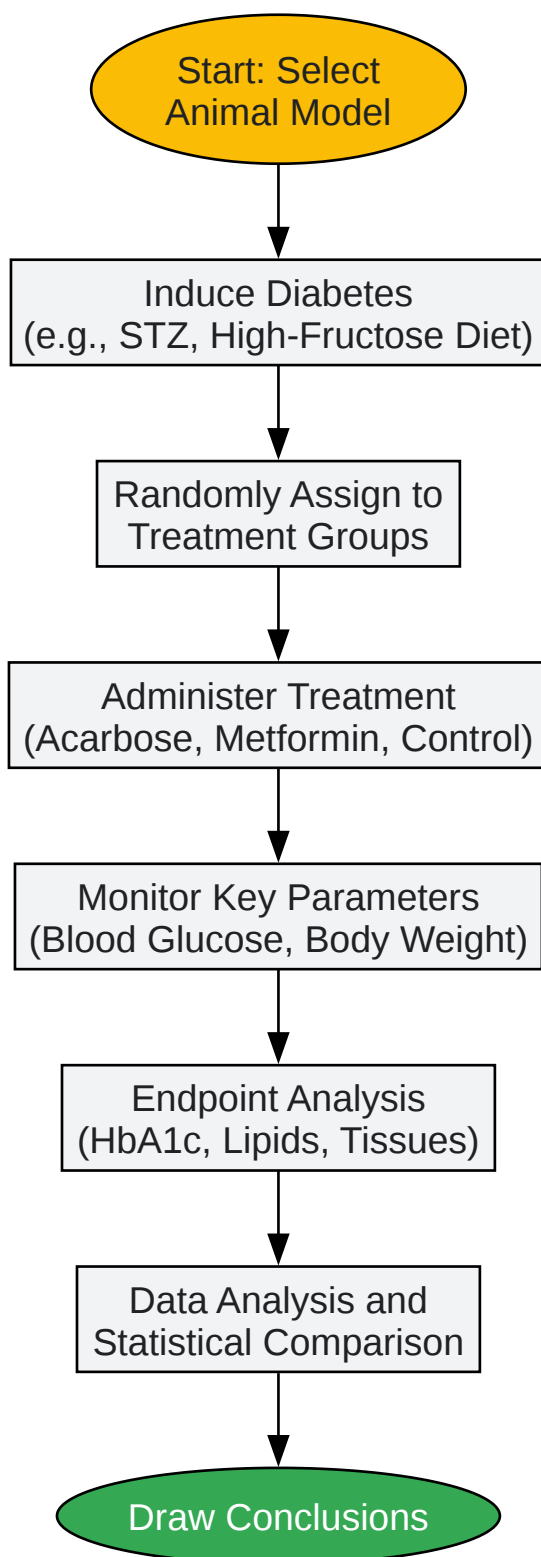 Start: Select
Animal Model
Induce Diabetes
(e.g., STZ, High-Fructose Diet)
Randomly Assign to
Treatment Groups
Administer Treatment
(Acarbose, Metformin, Control)
Monitor Key Parameters
(Blood Glucose, Body Weight)
Endpoint Analysis
(HbA1c, Lipids, Tissues)
Data Analysis and
Statistical Comparison
Draw Conclusions